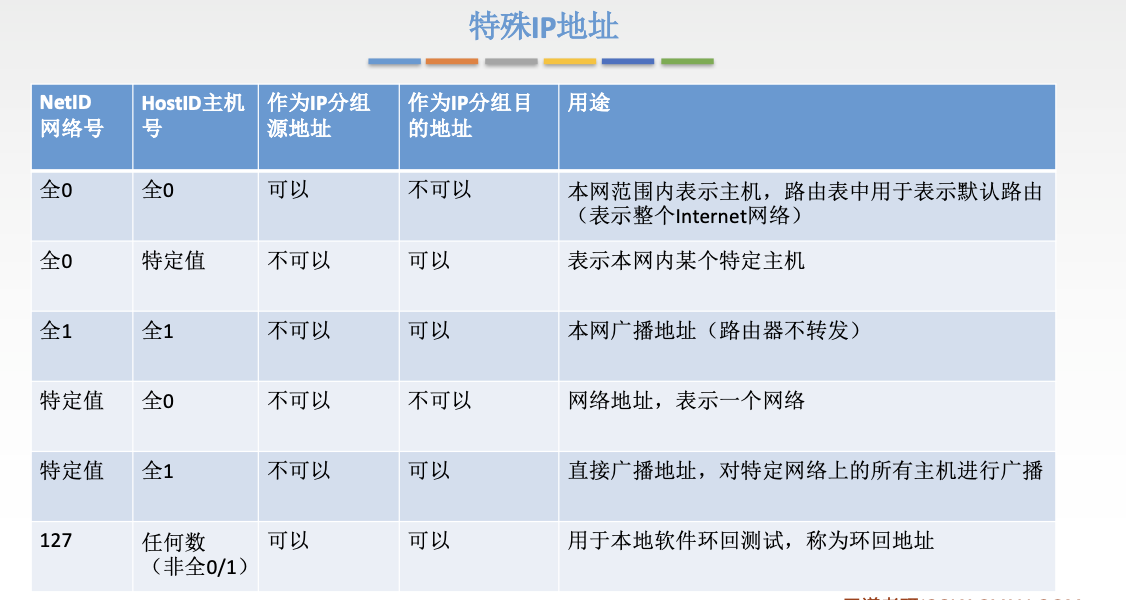 特殊IP地址
NetID
网络号
HostID主机
号
作为IP分组
源地址
作为IP分组目
的地址
用途
全0
全0
可以
不可以
本网范围内表示主机，路由表中用于表示默认路由
（表示整个Internet网络）
全0
特定值
不可以
可以
表示本网内某个特定主机
全1
全1
不可以
可以
本网广播地址（路由器不转发）
特定值
全0
不可以
不可以
网络地址，表示一个网络
特定值
全1
不可以
可以
直接广播地址，对特定网络上的所有主机进行广播
127
任何数
（非全0/1）
可以
可以
用于本地软件环回测试，称为环回地址